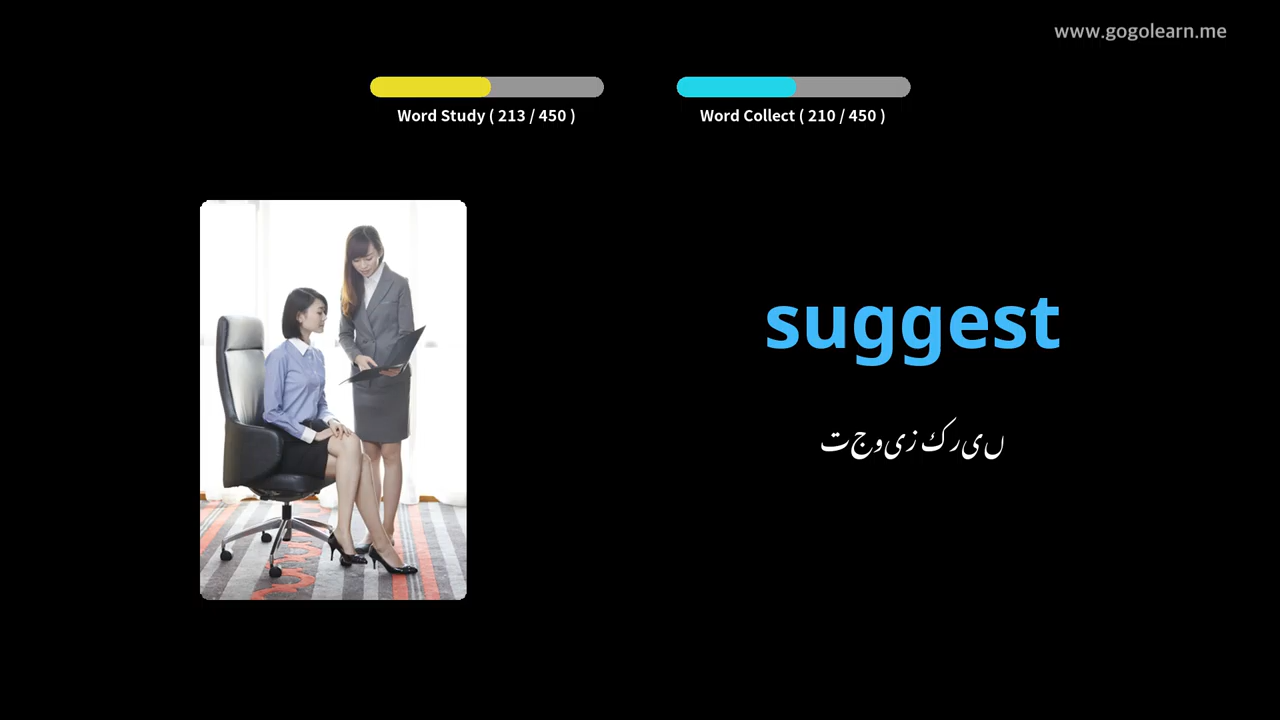 www.gogolearn.me
Word Study ( 213 / 450 )
Word Collect ( 210 / 450 )
suggest
تجویز کریں